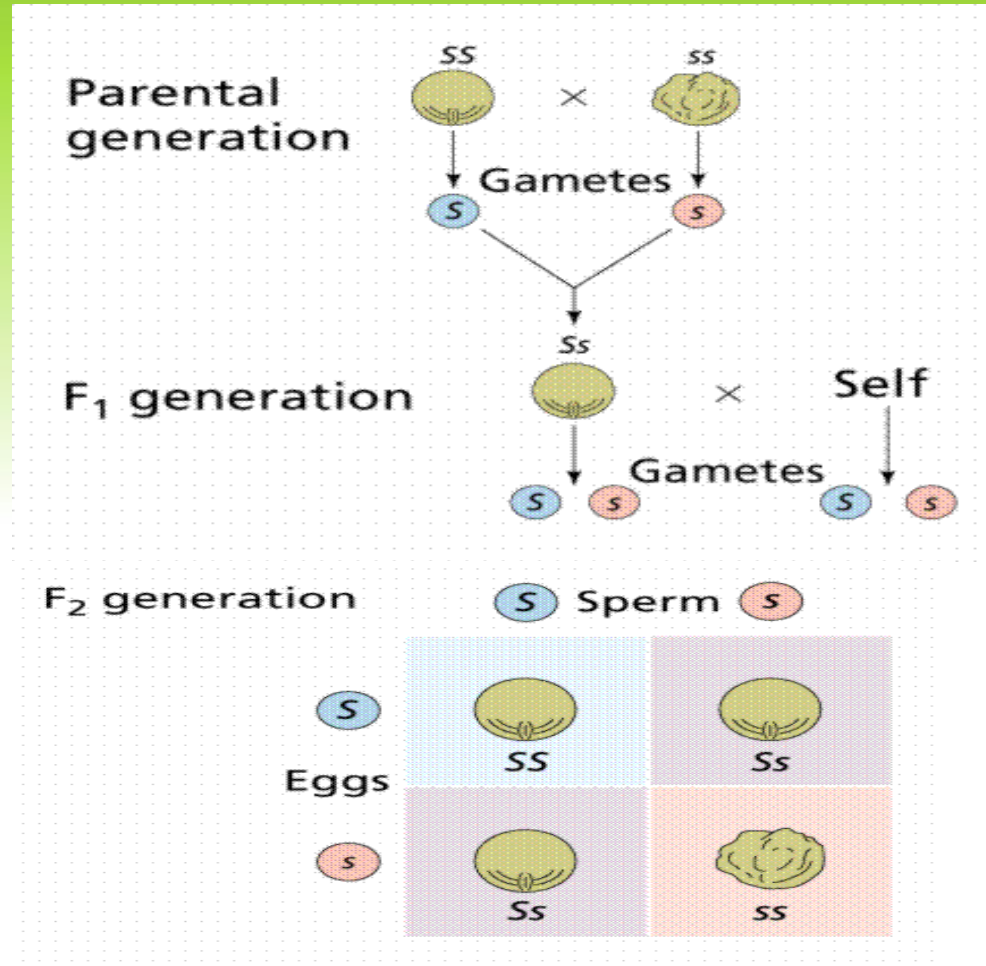 SS ss
Parental
generation
×
Gametes
S s
Ss
F₁ generation × Self
Gametes
S s S s
F₂ generation S Sperm s
S
SS Ss
Eggs
s
Ss ss